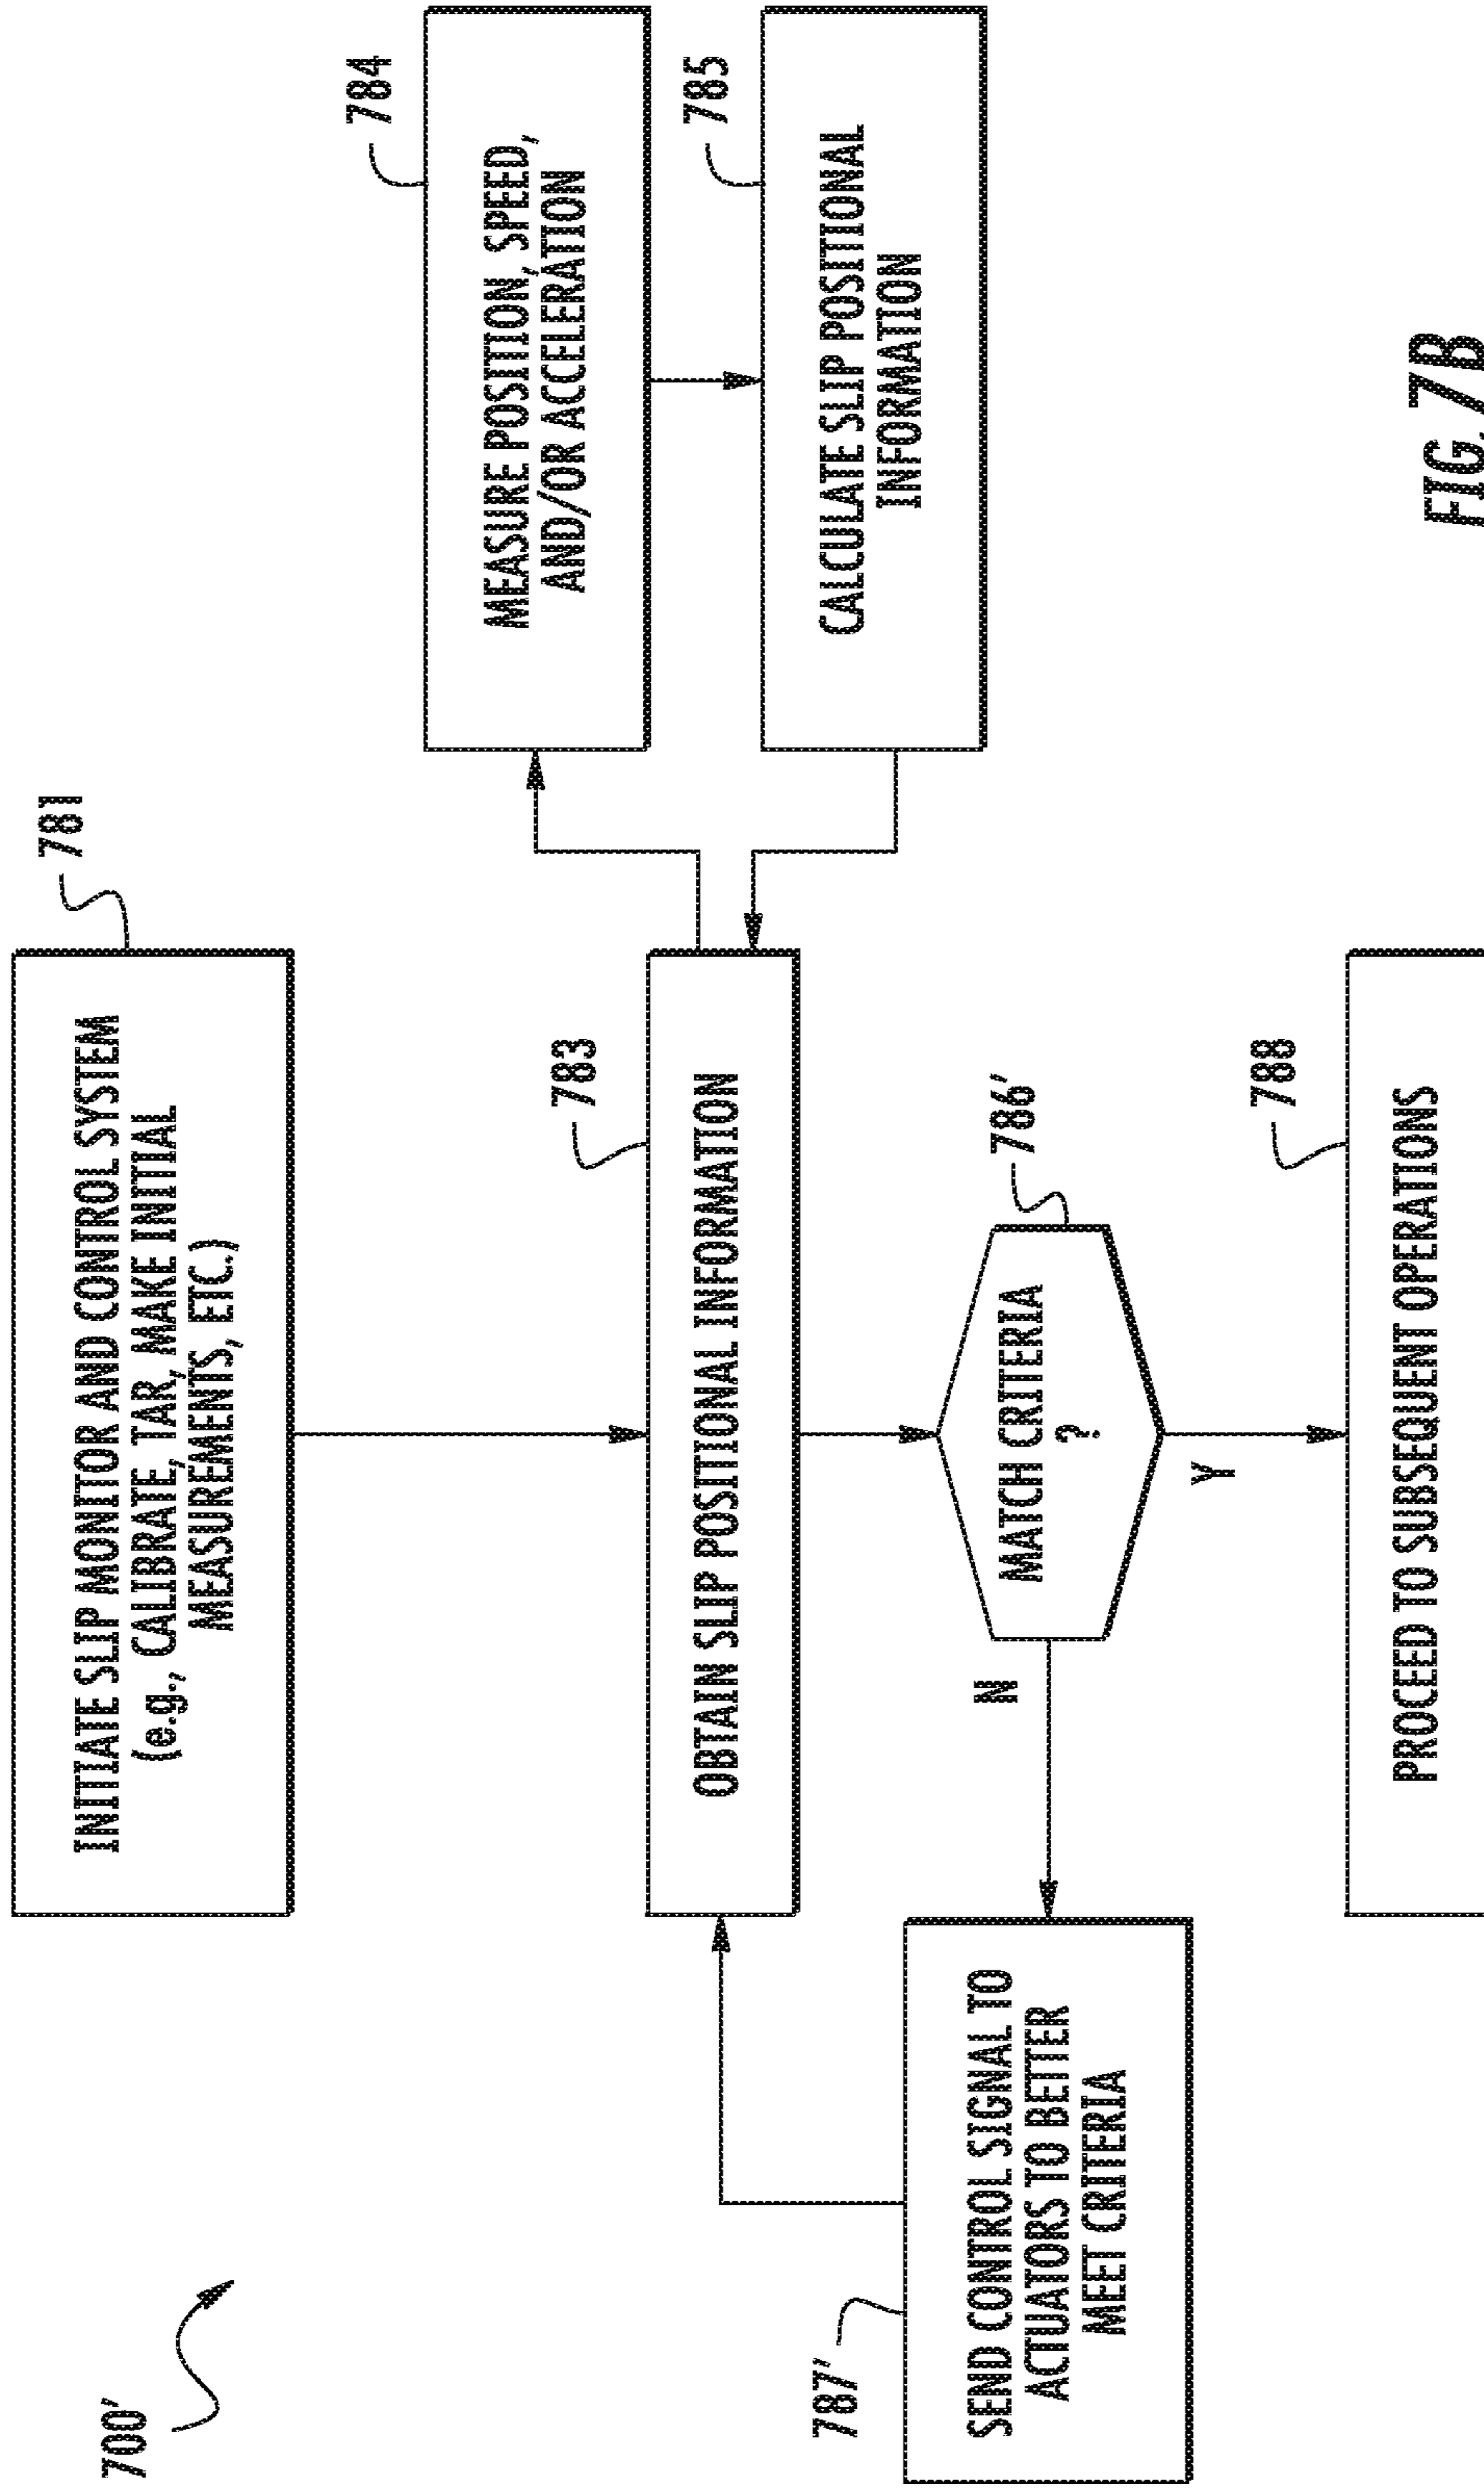 700′
781
INITIATE SLIP MONITOR AND CONTROL SYSTEM
(e.g., CALIBRATE, TAR, MAKE INITIAL
MEASUREMENTS, ETC.)
783
OBTAIN SLIP POSITIONAL INFORMATION
784
MEASURE POSITION, SPEED,
AND/OR ACCELERATION
785
CALCULATE SLIP POSITIONAL
INFORMATION
786′
MATCH CRITERIA
?
N
Y
787′
SEND CONTROL SIGNAL TO
ACTUATORS TO BETTER
MEET CRITERIA
788
PROCEED TO SUBSEQUENT OPERATIONS
FIG. 7B